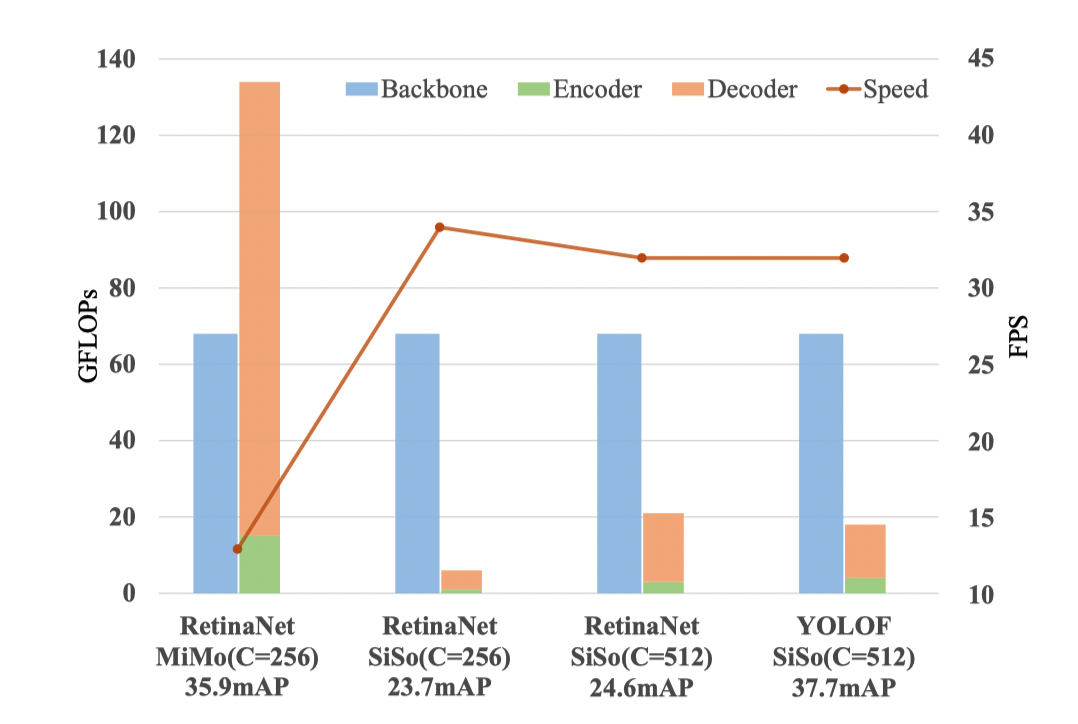 140
120
100
80
60
40
20
0
GFLOPs
Backbone
Encoder
Decoder
Speed
45
40
35
30
25
20
15
10
FPS
RetinaNet
MiMo(C=256)
35.9mAP
RetinaNet
SiSo(C=256)
23.7mAP
RetinaNet
SiSo(C=512)
24.6mAP
YOLOF
SiSo(C=512)
37.7mAP